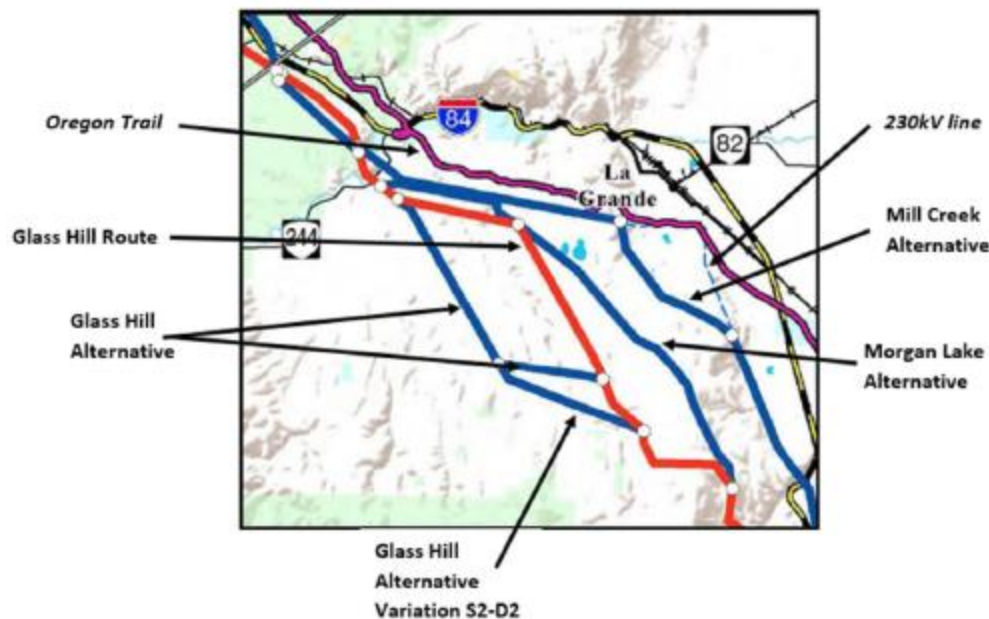 Oregon Trail
84
82
230kV line
La
Grande
Mill Creek
Alternative
Glass Hill Route
244
Glass Hill
Alternative
Morgan Lake
Alternative
Glass Hill
Alternative
Variation S2-D2